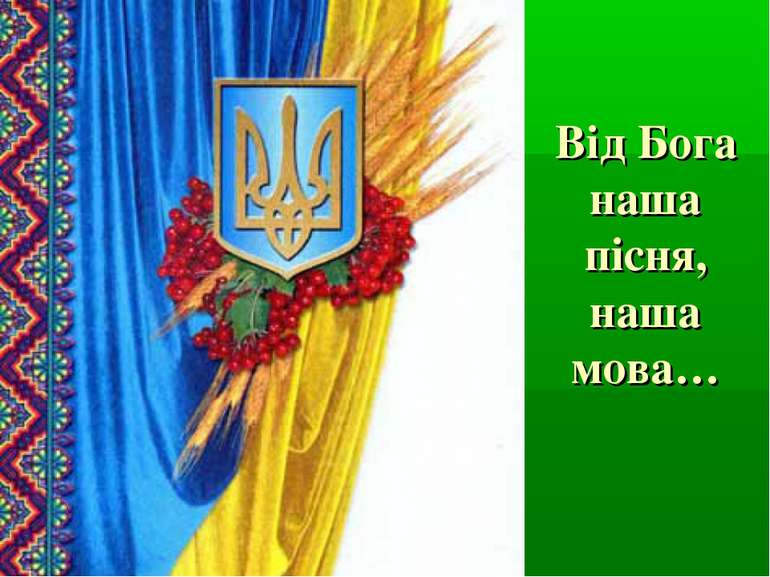 Від Бога
наша
пісня,
наша
мова…